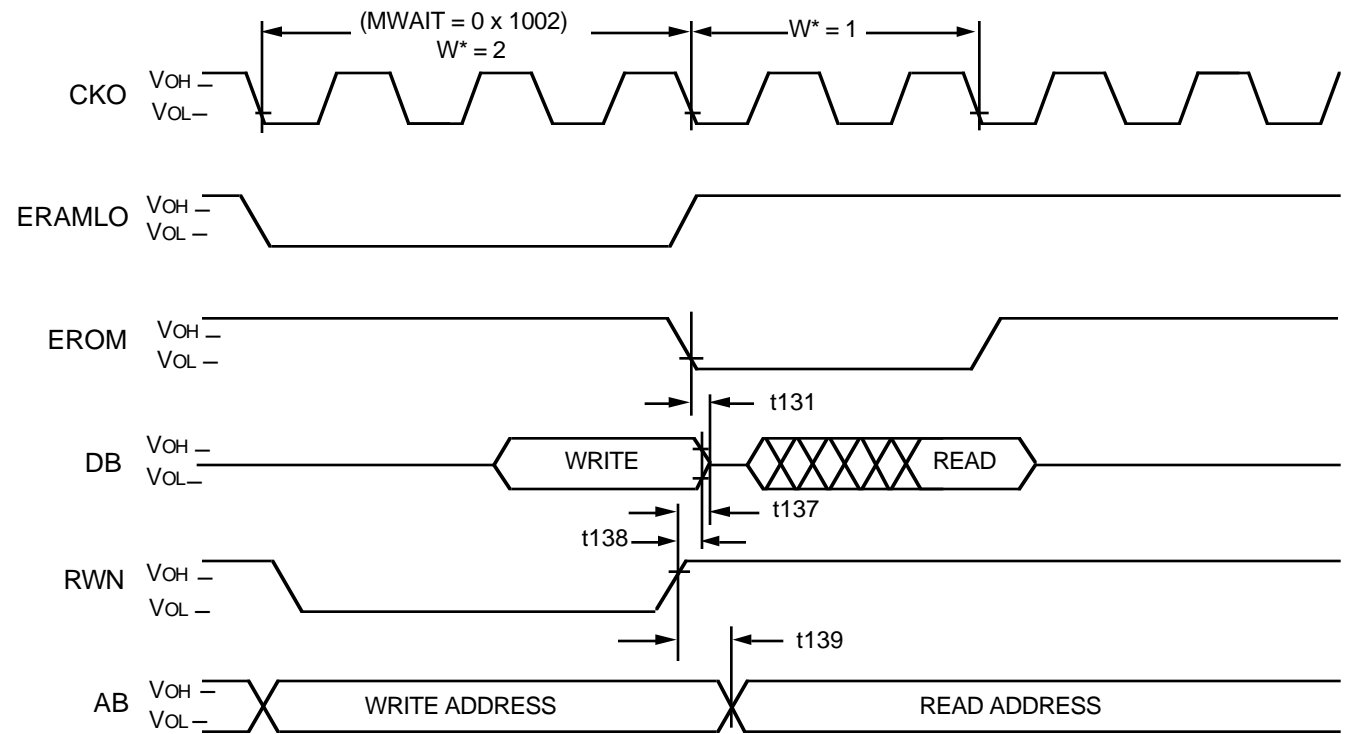 (MWAIT = 0 x 1002)
W* = 2
W* = 1
CKO
VOH
VOL
ERAMLO
VOH
VOL
EROM
VOH
VOL
t131
DB
VOH
VOL
WRITE
READ
t137
t138
RWN
VOH
VOL
t139
AB
VOH
VOL
WRITE ADDRESS
READ ADDRESS